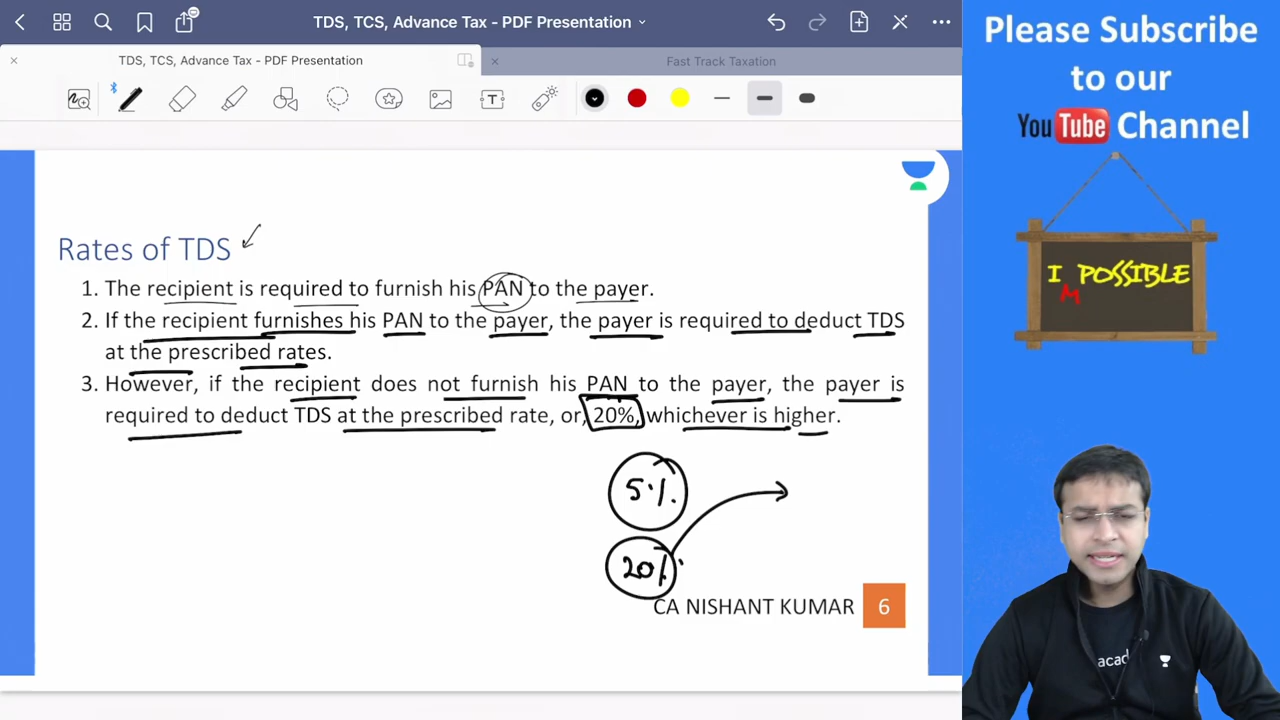 TDS, TCS, Advance Tax - PDF Presentation
TDS, TCS, Advance Tax - PDF Presentation
Fast Track Taxation
T
Rates of TDS
1. The recipient is required to furnish his PAN to the payer.
2. If the recipient furnishes his PAN to the payer, the payer is required to deduct TDS
at the prescribed rates.
3. However, if the recipient does not furnish his PAN to the payer, the payer is
required to deduct TDS at the prescribed rate, or, 20%, whichever is higher.
5%
20%
CA NISHANT KUMAR 6
Please Subscribe
to our
YouTube Channel
I M POSSIBLE
acad